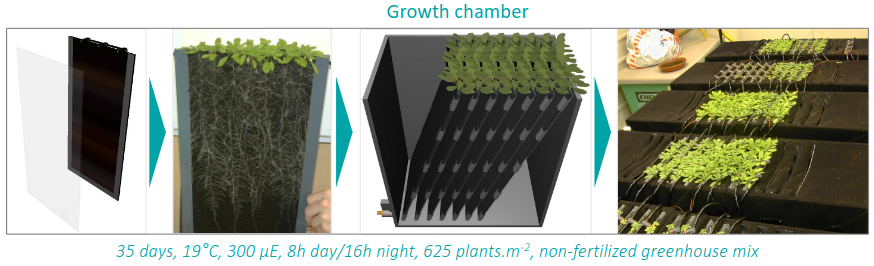 Growth chamber
35 days, 19°C, 300 µE, 8h day/16h night, 625 plants.m⁻², non-fertilized greenhouse mix